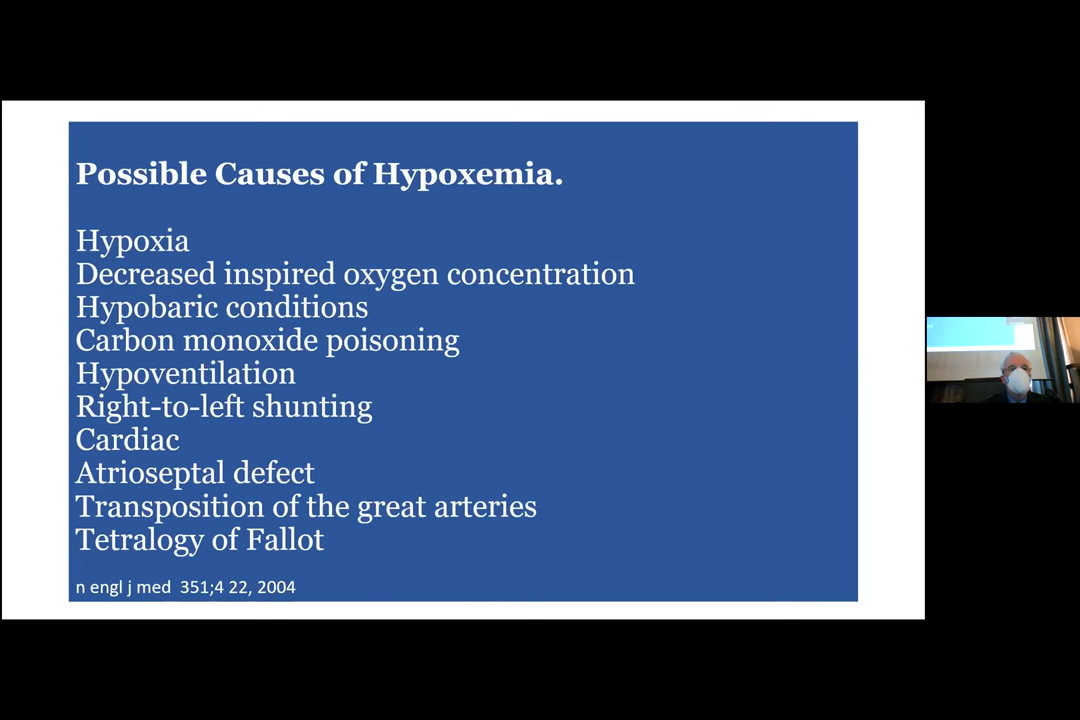 Possible Causes of Hypoxemia.
Hypoxia
Decreased inspired oxygen concentration
Hypobaric conditions
Carbon monoxide poisoning
Hypoventilation
Right-to-left shunting
Cardiac
Atrioseptal defect
Transposition of the great arteries
Tetralogy of Fallot
n engl j med 351;4 22, 2004